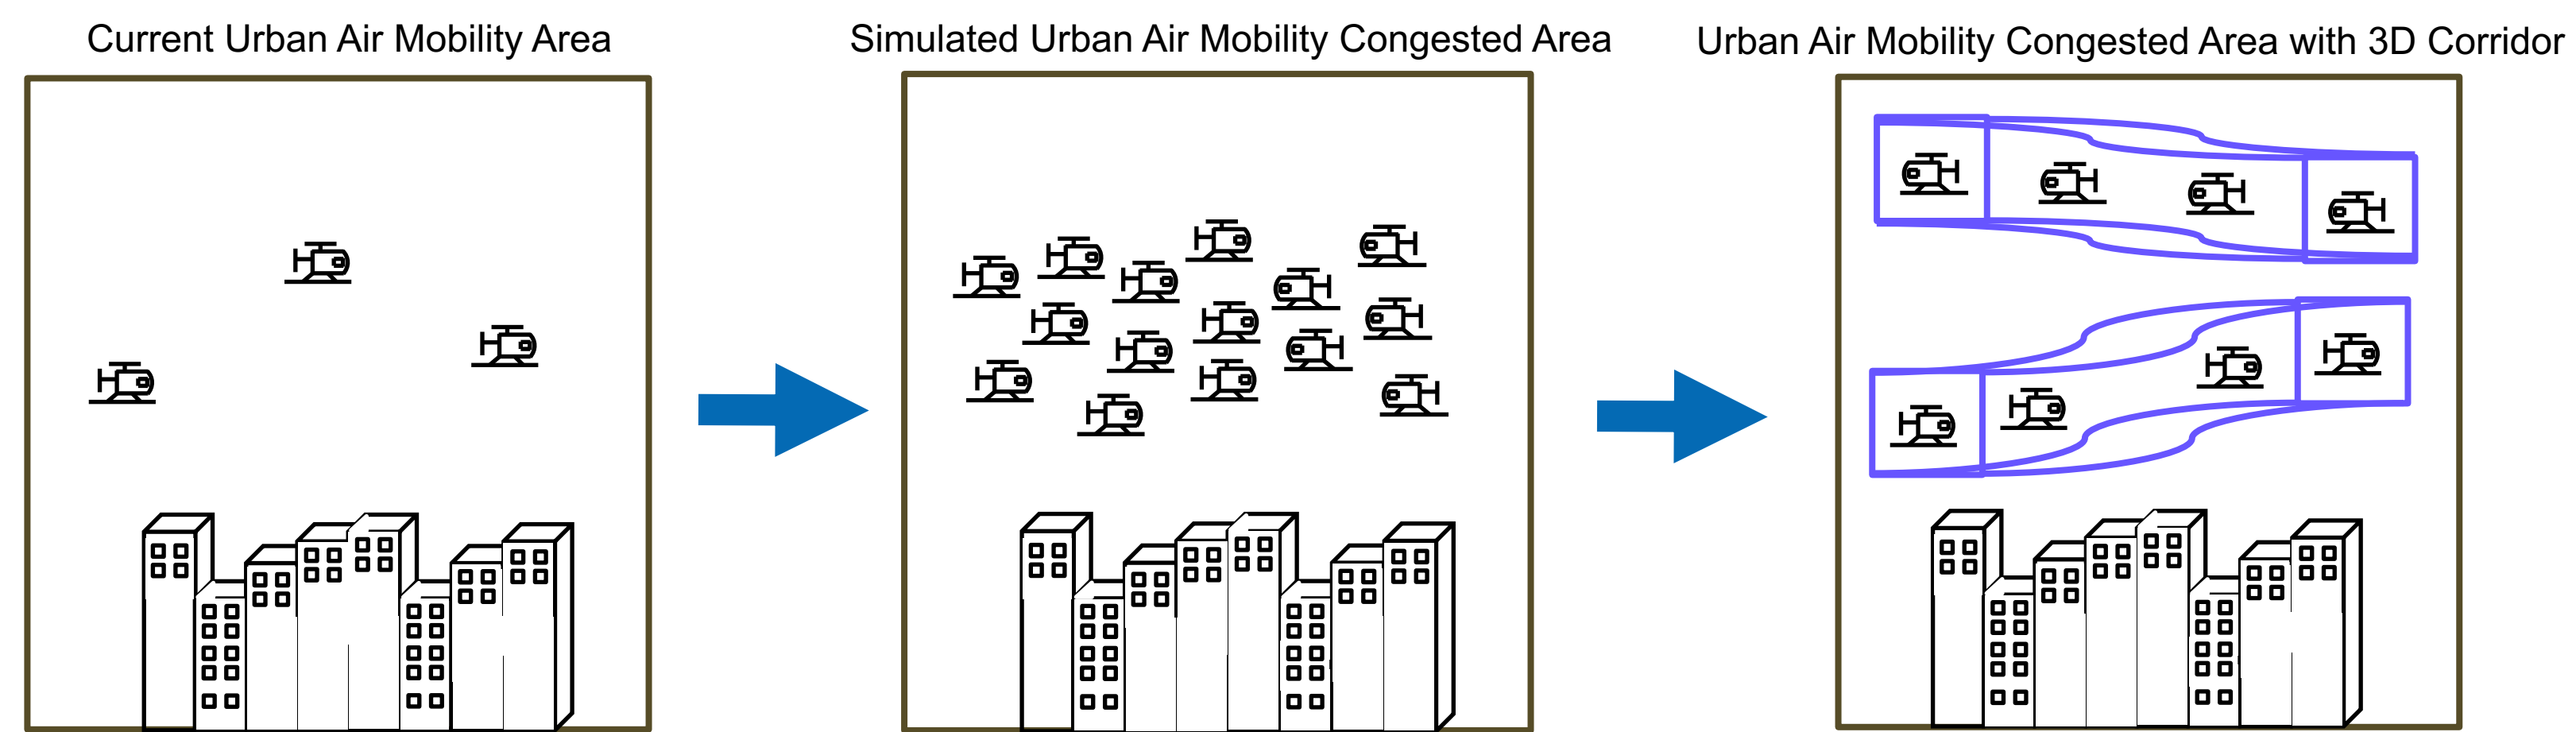 Current Urban Air Mobility Area
Simulated Urban Air Mobility Congested Area
Urban Air Mobility Congested Area with 3D Corridor